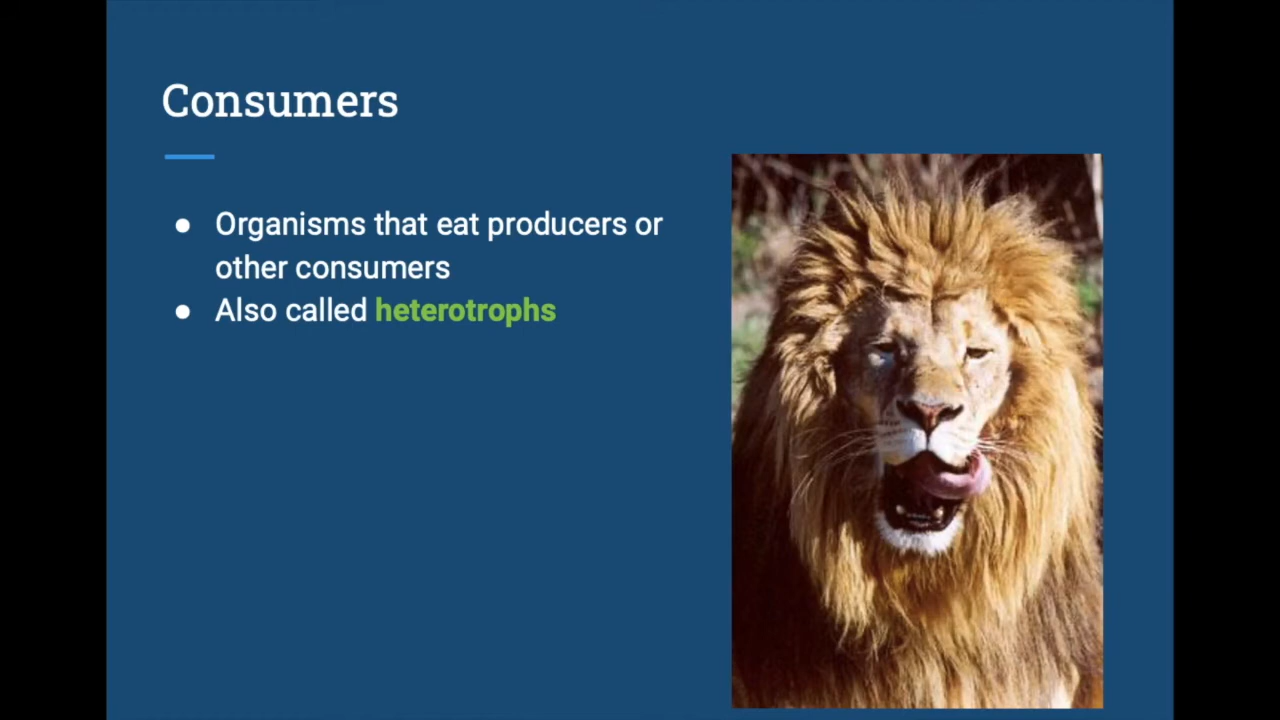 Consumers
● Organisms that eat producers or
other consumers
● Also called heterotrophs